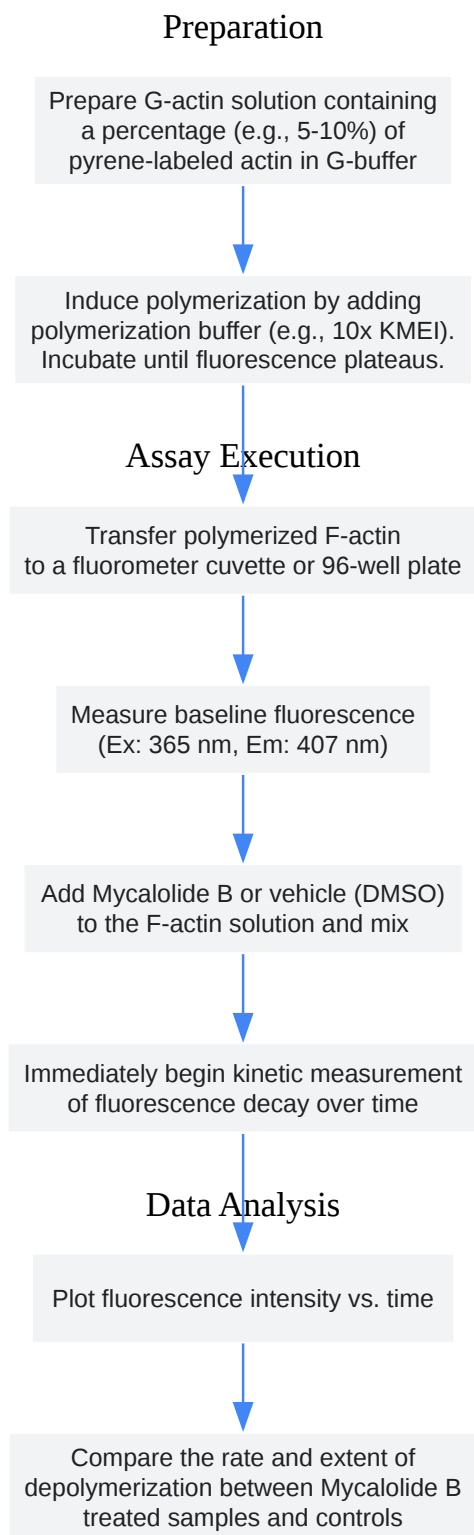 Preparation
Prepare G-actin solution containing
a percentage (e.g., 5-10%) of
pyrene-labeled actin in G-buffer
Induce polymerization by adding
polymerization buffer (e.g., 10x KMEI).
Incubate until fluorescence plateaus.
Assay Execution
Transfer polymerized F-actin
to a fluorometer cuvette or 96-well plate
Measure baseline fluorescence
(Ex: 365 nm, Em: 407 nm)
Add Mycalolide B or vehicle (DMSO)
to the F-actin solution and mix
Immediately begin kinetic measurement
of fluorescence decay over time
Data Analysis
Plot fluorescence intensity vs. time
Compare the rate and extent of
depolymerization between Mycalolide B
treated samples and controls